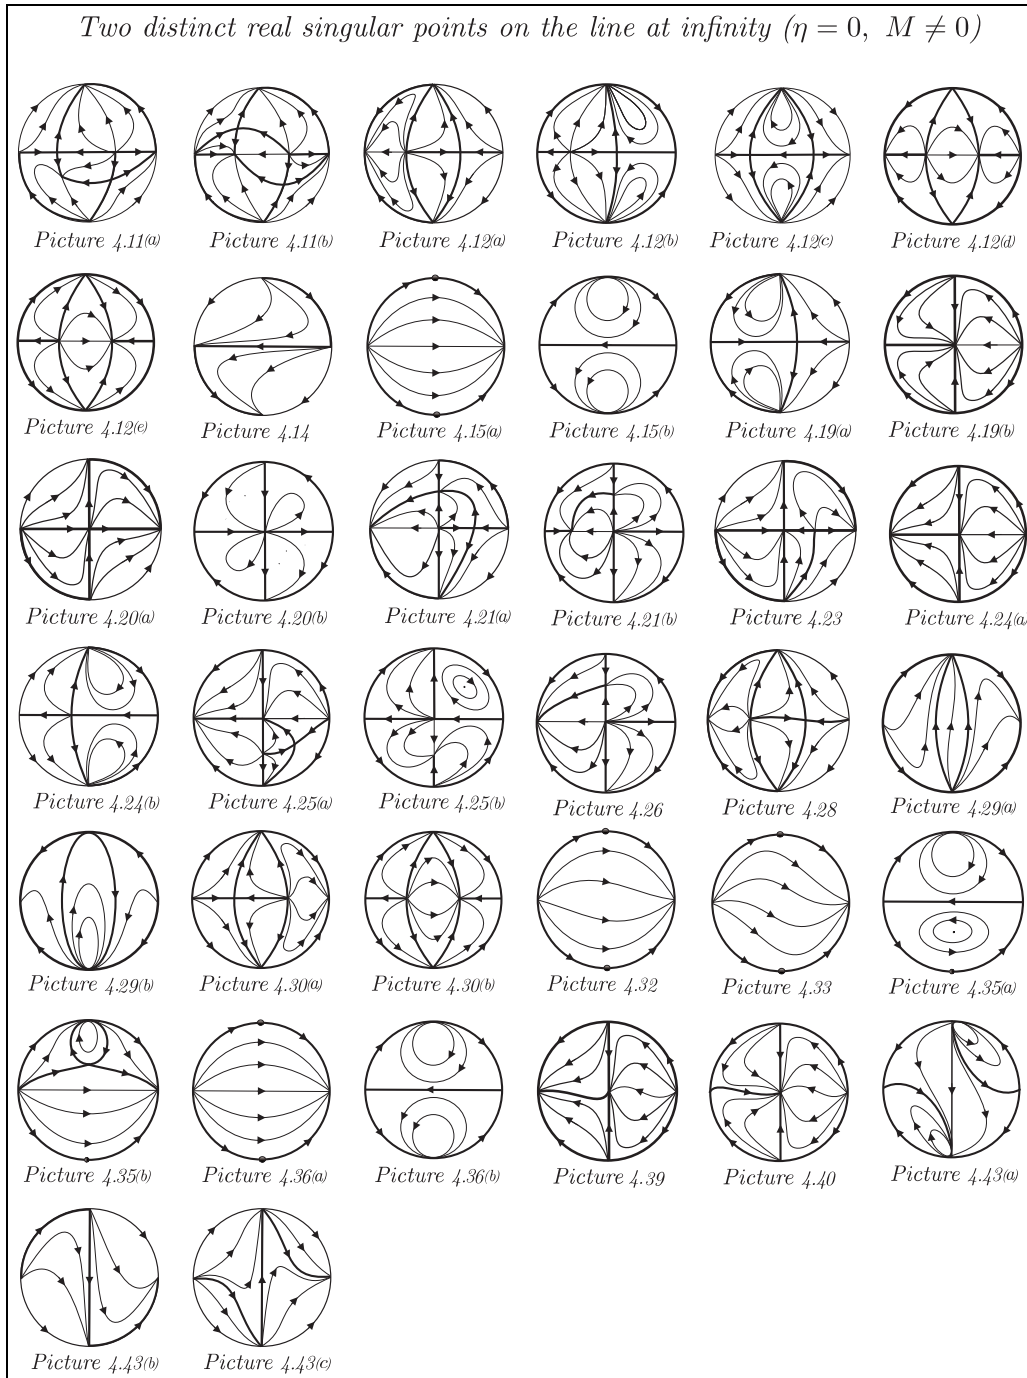 Two distinct real singular points on the line at infinity (η = 0, M ≠ 0)
Picture 4.11(a) Picture 4.11(b) Picture 4.12(a) Picture 4.12(b) Picture 4.12(c) Picture 4.12(d)
Picture 4.12(e) Picture 4.14 Picture 4.15(a) Picture 4.15(b) Picture 4.19(a) Picture 4.19(b)
Picture 4.20(a) Picture 4.20(b) Picture 4.21(a) Picture 4.21(b) Picture 4.23 Picture 4.24(a
Picture 4.24(b) Picture 4.25(a) Picture 4.25(b) Picture 4.26 Picture 4.28 Picture 4.29(a)
Picture 4.29(b) Picture 4.30(a) Picture 4.30(b) Picture 4.32 Picture 4.33 Picture 4.35(a)
Picture 4.35(b) Picture 4.36(a) Picture 4.36(b) Picture 4.39 Picture 4.40 Picture 4.43(a)
Picture 4.43(b) Picture 4.43(c)